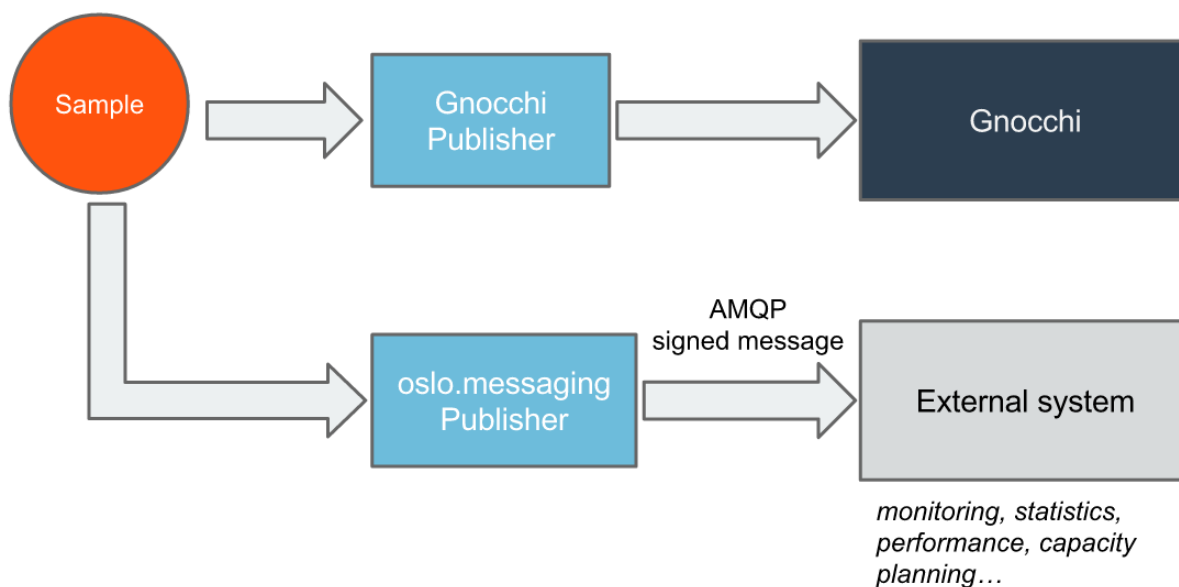 Sample
Gnocchi
Publisher
Gnocchi
AMQP
signed message
oslo.messaging
Publisher
External system
monitoring, statistics,
performance, capacity
planning…